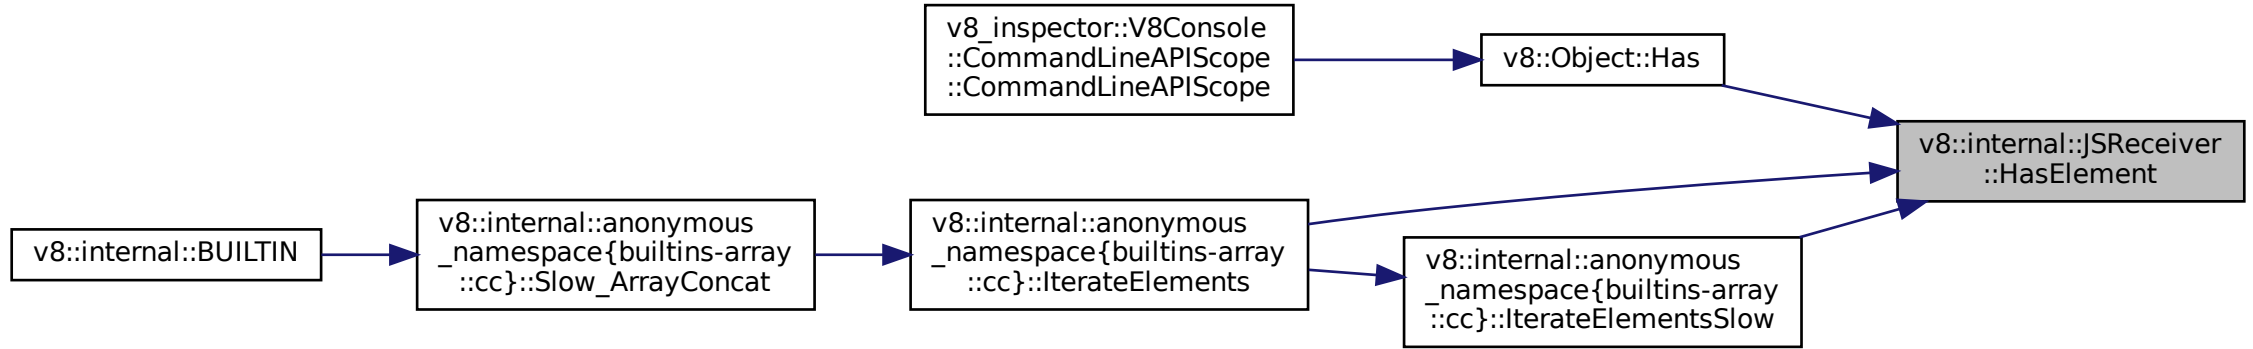 v8_inspector::V8Console
::CommandLineAPIScope
::CommandLineAPIScope
v8::Object::Has
v8::internal::JSReceiver
::HasElement
v8::internal::BUILTIN
v8::internal::anonymous
_namespace{builtins-array
::cc}::Slow_ArrayConcat
v8::internal::anonymous
_namespace{builtins-array
::cc}::IterateElements
v8::internal::anonymous
_namespace{builtins-array
::cc}::IterateElementsSlow